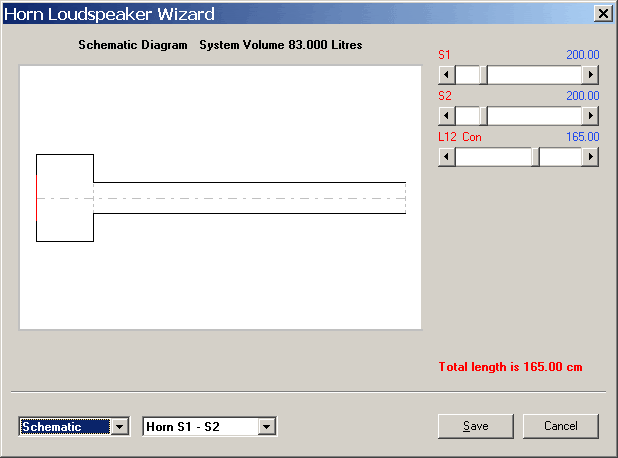 Horn Loudspeaker Wizard
Schematic Diagram System Volume 83.000 Litres
S1 200.00
S2 200.00
L12 Con 165.00
Total length is 165.00 cm
Schematic Horn S1 - S2 Save Cancel